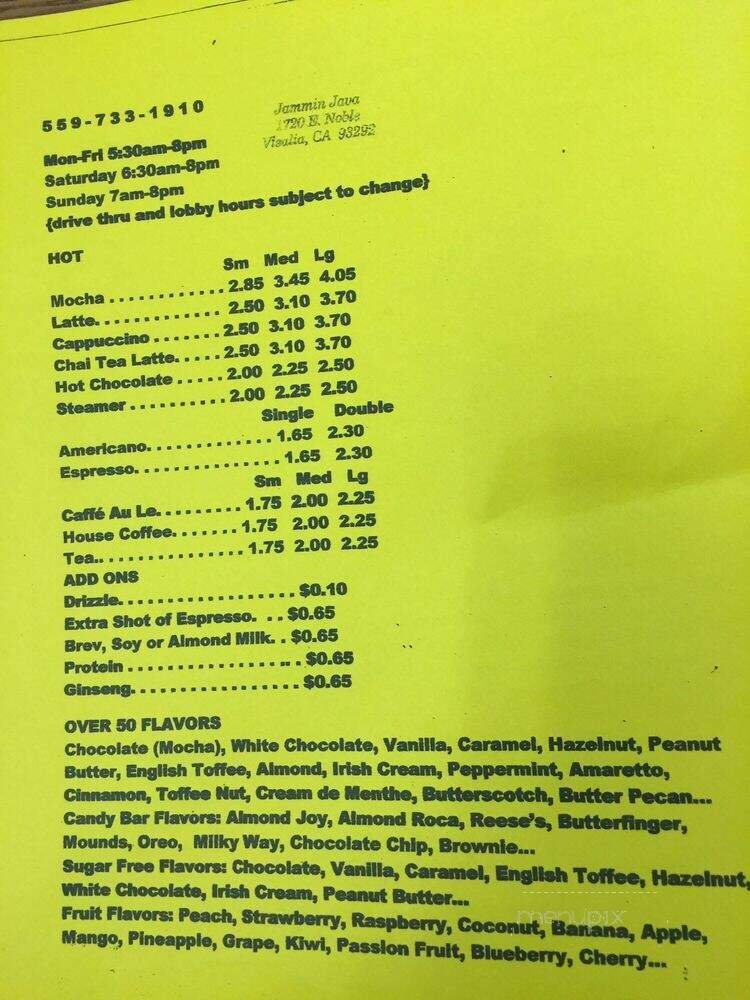 559-733-1910
Jammin Java
1720 E. Noble
Visalia, CA 93292
Mon-Fri 5:30am-8pm
Saturday 6:30am-8pm
Sunday 7am-8pm
{drive thru and lobby hours subject to change}
HOT
Sm Med Lg
Mocha . . . . . . . . . . . . 2.85 3.45 4.05
Latte. . . . . . . . . . . . . 2.50 3.10 3.70
Cappuccino . . . . . . . 2.50 3.10 3.70
Chai Tea Latte. . . . . 2.50 3.10 3.70
Hot Chocolate . . . . . 2.00 2.25 2.50
Steamer . . . . . . . . . . 2.00 2.25 2.50
Single Double
Americano. . . . . . . . . . . . . 1.65 2.30
Espresso. . . . . . . . . . . . . . 1.65 2.30
Sm Med Lg
Caffé Au Le. . . . . . . . . 1.75 2.00 2.25
House Coffee. . . . . . . 1.75 2.00 2.25
Tea.. . . . . . . . . . . . . . . 1.75 2.00 2.25
ADD ONS
Drizzle. . . . . . . . . . . . . . . . . . $0.10
Extra Shot of Espresso. . . . $0.65
Brev, Soy or Almond Milk. . $0.65
Protein . . . . . . . . . . . . . . . .. . . $0.65
Ginseng. . . . . . . . . . . . . . . . . . $0.65
OVER 50 FLAVORS
Chocolate (Mocha), White Chocolate, Vanilla, Caramel, Hazelnut, Peanut
Butter, English Toffee, Almond, Irish Cream, Peppermint, Amaretto,
Cinnamon, Toffee Nut, Cream de Menthe, Butterscotch, Butter Pecan...
Candy Bar Flavors: Almond Joy, Almond Roca, Reese's, Butterfinger,
Mounds, Oreo, Milky Way, Chocolate Chip, Brownie...
Sugar Free Flavors: Chocolate, Vanilla, Caramel, English Toffee, Hazelnut,
White Chocolate, Irish Cream, Peanut Butter...
Fruit Flavors: Peach, Strawberry, Raspberry, Coconut, Banana, Apple,
Mango, Pineapple, Grape, Kiwi, Passion Fruit, Blueberry, Cherry...
menupix